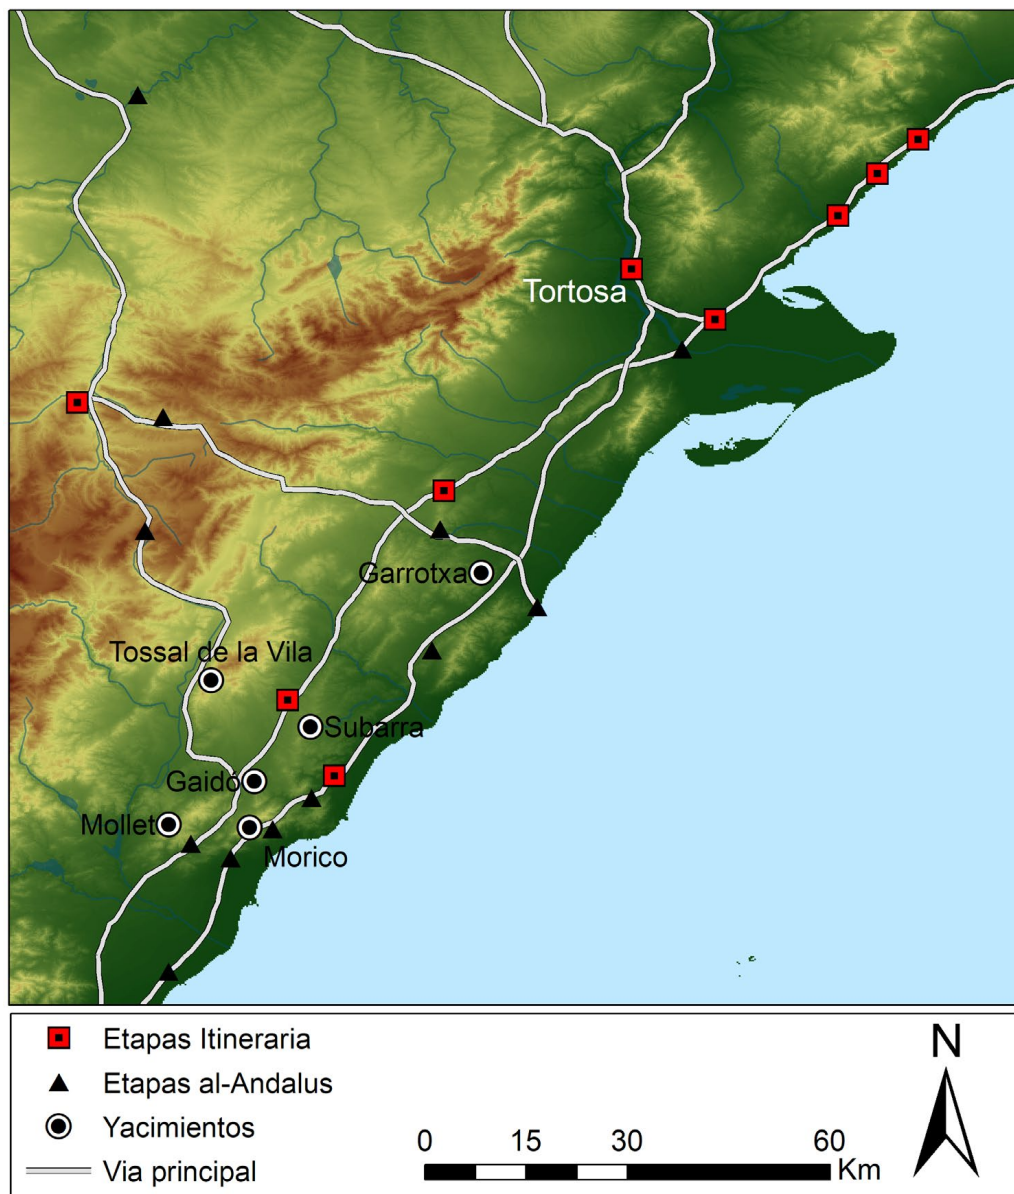 Tortosa
Garrotxa
Tossal de la Vila
Subarra
Gaidó
Mollet
Morico
Etapas Itineraria
Etapas al-Andalus
Yacimientos
Via principal
0 15 30 60
Km
N